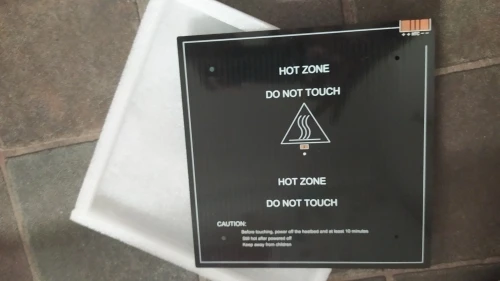 HOT ZONE
DO NOT TOUCH
HOT ZONE
DO NOT TOUCH
CAUTION:
Before touching, power off the heatbed and at least 10 minutes
Still hot after powered off
Keep away from children